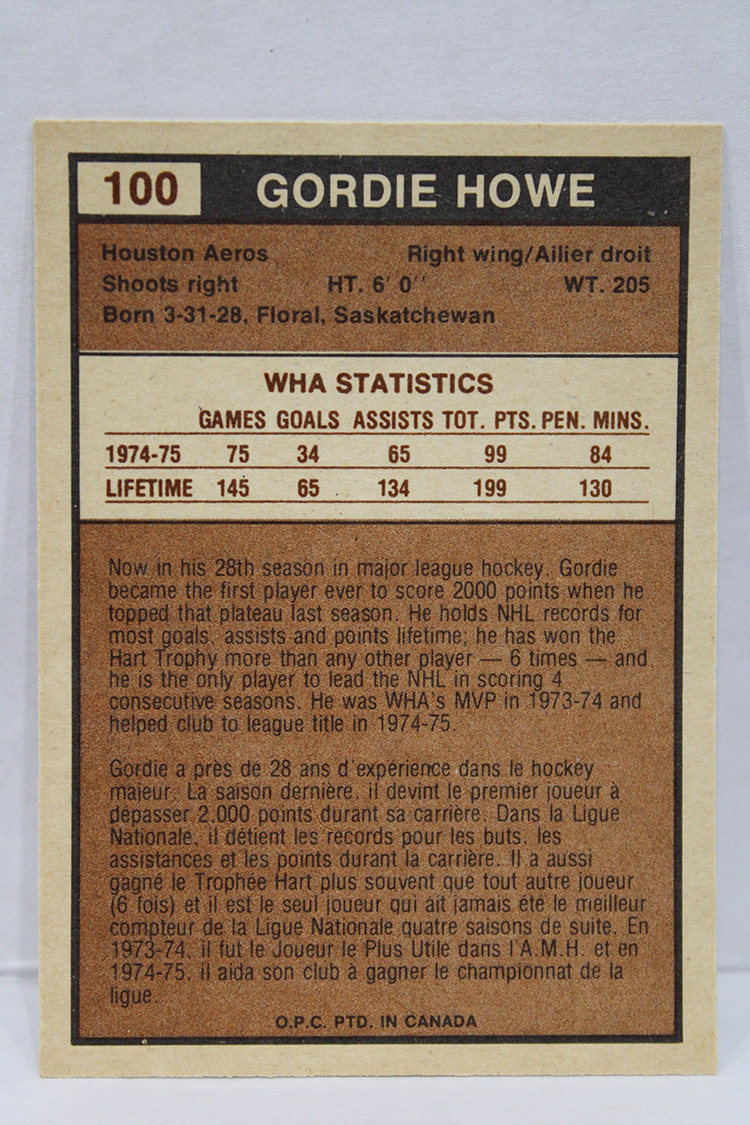 100 GORDIE HOWE
Houston Aeros Right wing/Ailier droit
Shoots right HT. 6' 0'' WT. 205
Born 3-31-28, Floral, Saskatchewan
WHA STATISTICS
GAMES GOALS ASSISTS TOT. PTS. PEN. MINS.
1974-75 75 34 65 99 84
LIFETIME 145 65 134 199 130
Now in his 28th season in major league hockey, Gordie
became the first player ever to score 2000 points when he
topped that plateau last season. He holds NHL records for
most goals, assists and points lifetime; he has won the
Hart Trophy more than any other player — 6 times — and
he is the only player to lead the NHL in scoring 4
consecutive seasons. He was WHA's MVP in 1973-74 and
helped club to league title in 1974-75.
Gordie a près de 28 ans d'expérience dans le hockey
majeur. La saison dernière, il devint le premier joueur à
dépasser 2,000 points durant sa carrière. Dans la Ligue
Nationale, il détient les records pour les buts, les
assistances et les points durant la carrière. Il a aussi
gagné le Trophée Hart plus souvent que tout autre joueur
(6 fois) et il est le seul joueur qui ait jamais été le meilleur
compteur de la Ligue Nationale quatre saisons de suite. En
1973-74, il fut le Joueur le Plus Utile dans l'A.M.H. et en
1974-75, il aida son club à gagner le championnat de la
ligue.
O.P.C. PTD. IN CANADA